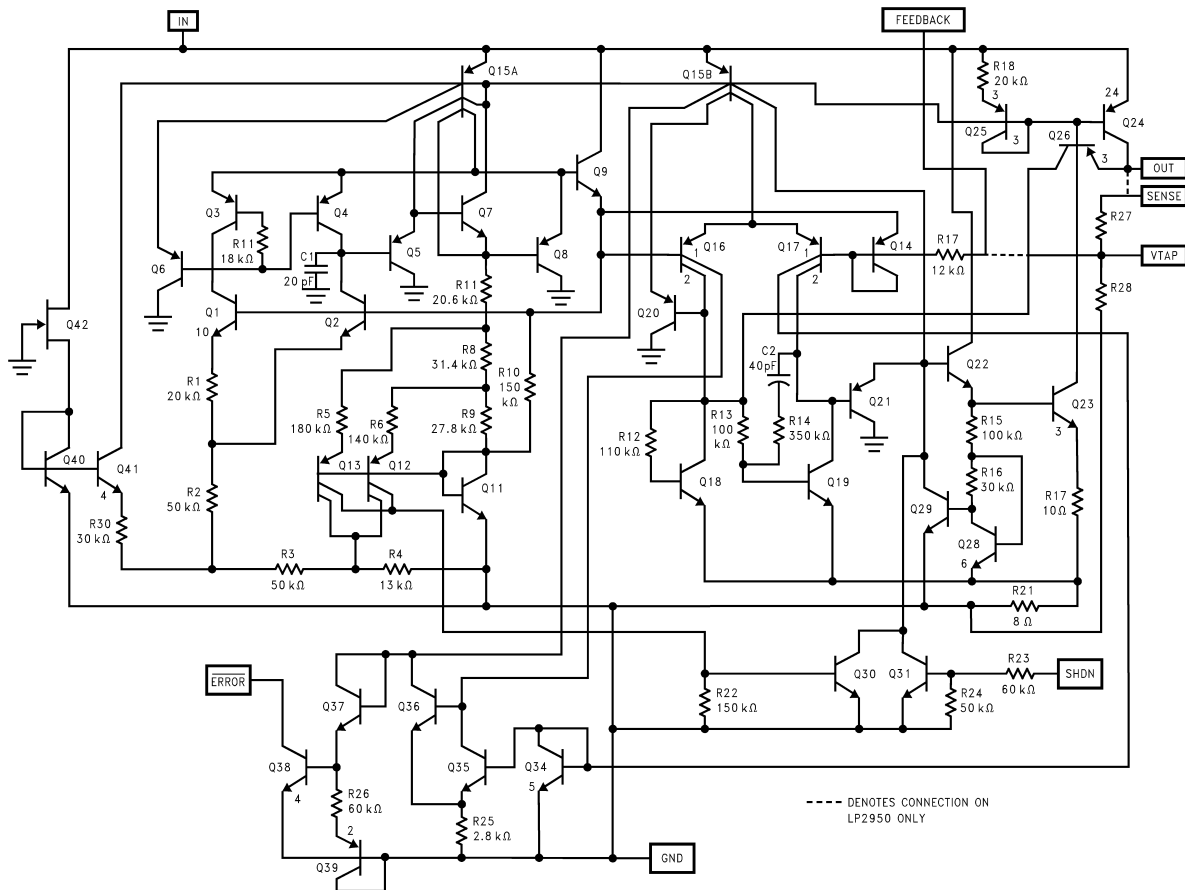 IN
FEEDBACK
Q15A
Q15B
R18
20 kΩ
3
24
Q25
3
Q26
Q24
3
OUT
SENSE
Q9
Q3
Q4
Q7
R11
18 kΩ
Q5
Q8
Q6
C1
20 pF
Q16
1
2
Q17
1
2
Q14
R17
12 kΩ
R27
VTAP
R28
R11
20.6 kΩ
Q42
Q1
10
Q2
Q20
R8
31.4 kΩ
R10
150
kΩ
C2
40pF
Q22
R1
20 kΩ
R5
180 kΩ
R6
140 kΩ
R9
27.8 kΩ
R12
110 kΩ
R13
100
kΩ
R14
350 kΩ
Q21
R15
100 kΩ
Q23
3
Q40
Q41
4
Q13
Q12
Q11
Q18
Q19
R16
30 kΩ
R2
50 kΩ
R30
30 kΩ
Q29
Q28
6
R17
10Ω
R3
50 kΩ
R4
13 kΩ
R21
8 Ω
ERROR
Q37
Q36
R22
150 kΩ
Q30
Q31
R23
60 kΩ
SHDN
R24
50 kΩ
Q38
4
Q35
Q34
5
R26
60 kΩ
R25
2.8 kΩ
2
Q39
GND
---- DENOTES CONNECTION ON
LP2950 ONLY